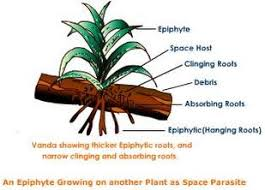 Epiphyte
Space Host
Clinging Roots
Debris
Absorbing Roots
Epiphytic(Hanging Roots)
Vanda showing thicker Epiphytic roots, and
narrow clinging and absorbing roots.
An Epiphyte Growing on another Plant as Space Parasite